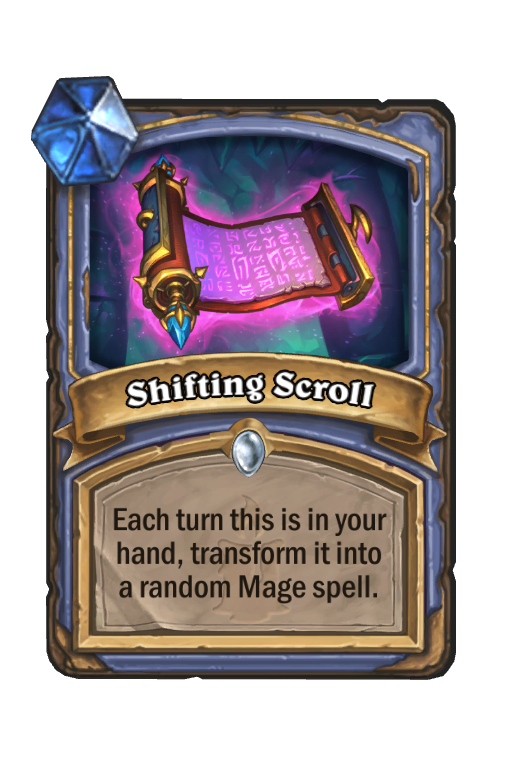 Shifting Scroll
Each turn this is in your
hand, transform it into
a random Mage spell.